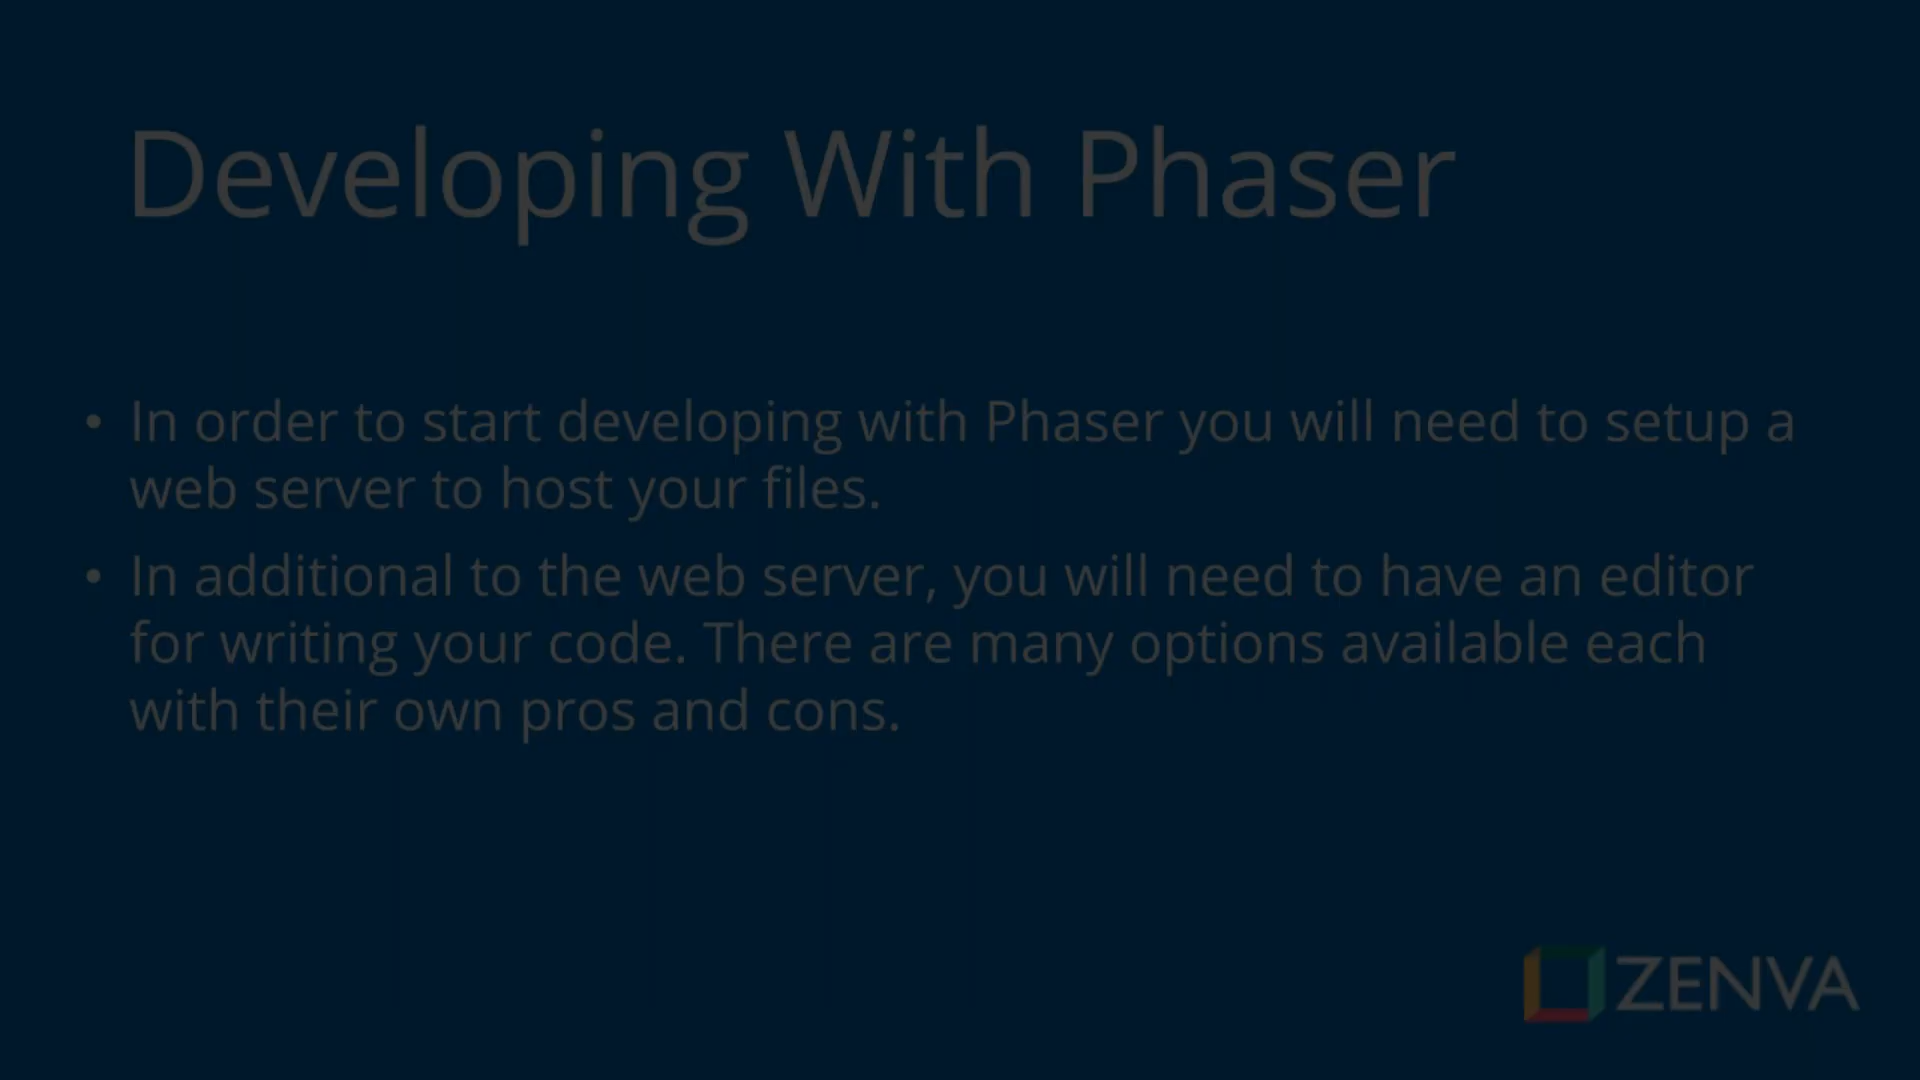 Developing With Phaser
• In order to start developing with Phaser you will need to setup a
web server to host your files.
• In additional to the web server, you will need to have an editor
for writing your code. There are many options available each
with their own pros and cons.
ZENVA